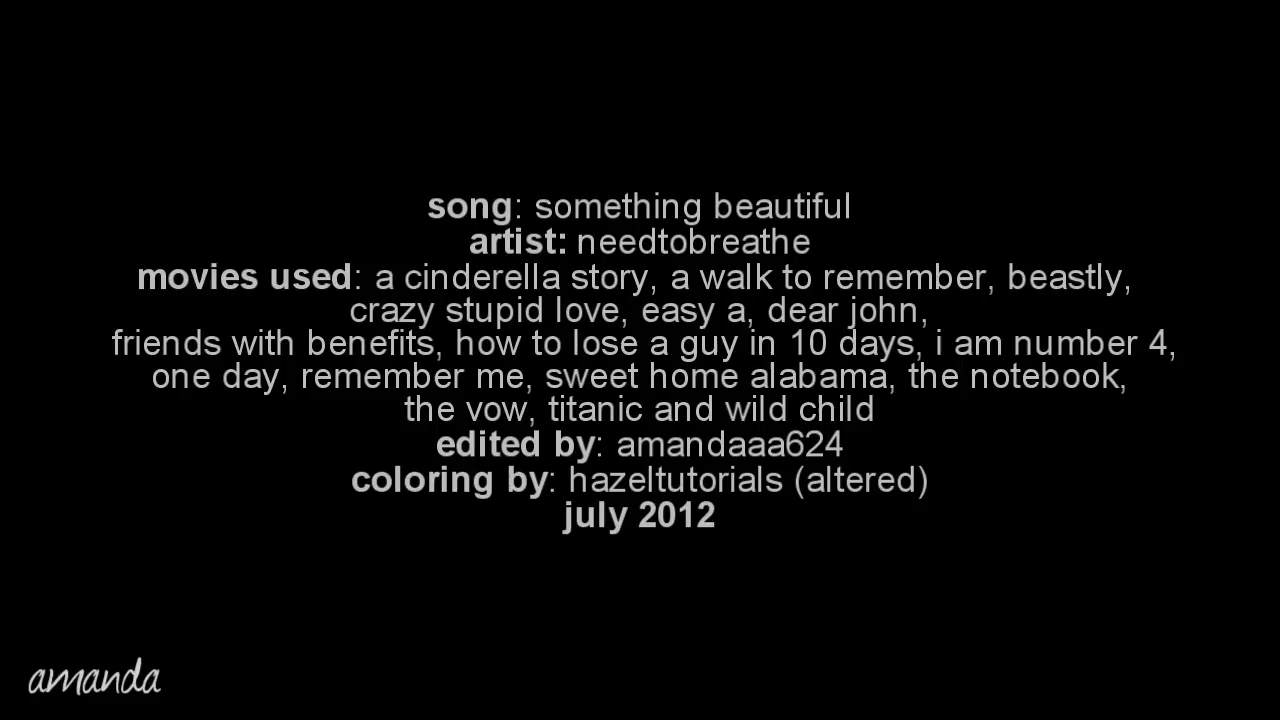 song: something beautiful
artist: needtobreathe
movies used: a cinderella story, a walk to remember, beastly,
crazy stupid love, easy a, dear john,
friends with benefits, how to lose a guy in 10 days, i am number 4,
one day, remember me, sweet home alabama, the notebook,
the vow, titanic and wild child
edited by: amandaaa624
coloring by: hazeltutorials (altered)
july 2012
amanda